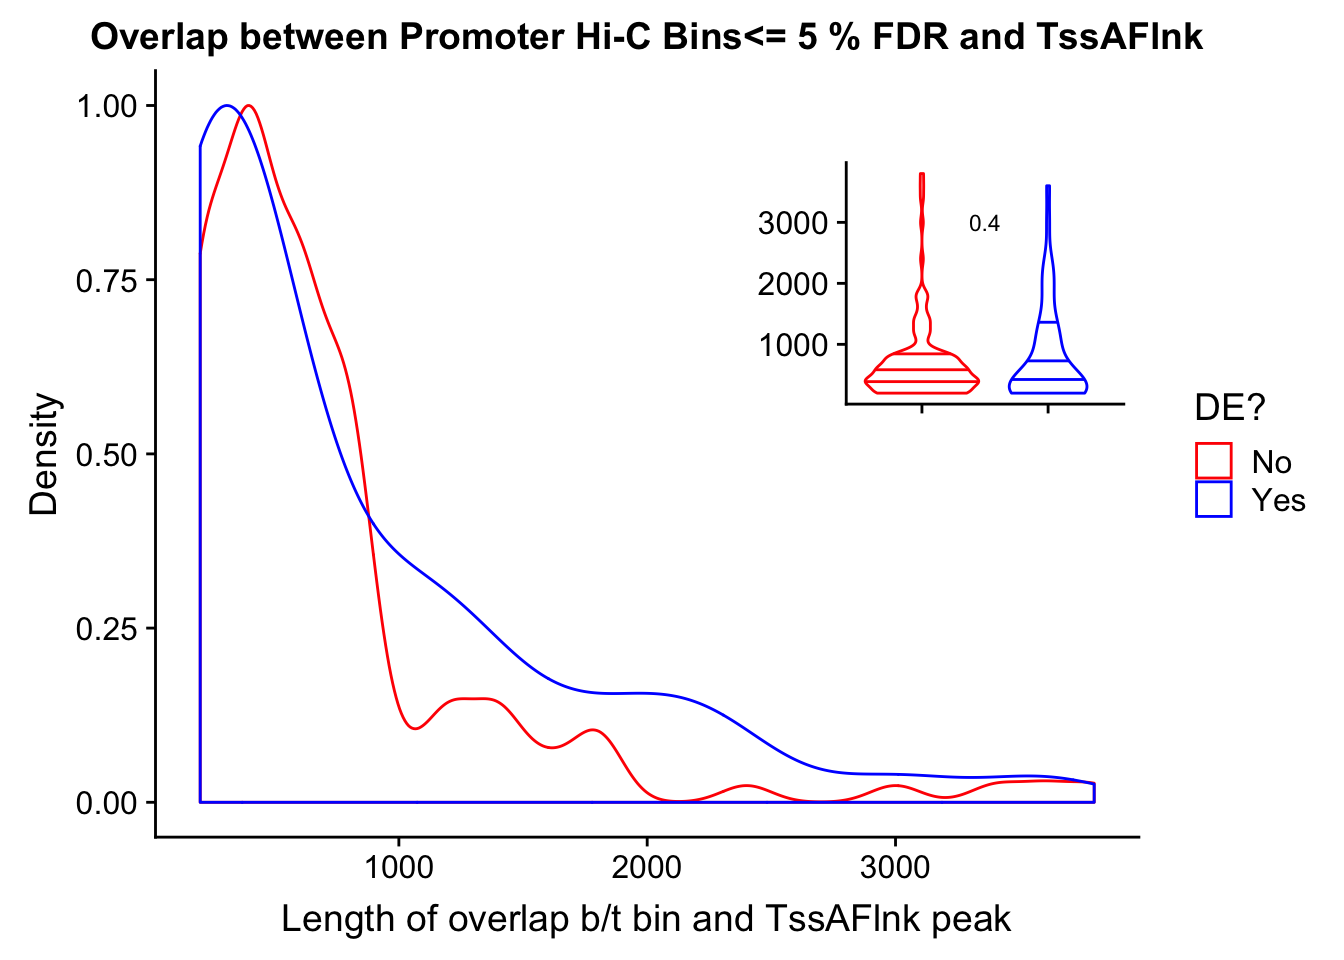 Overlap between Promoter Hi-C Bins<= 5 % FDR and TssAFlnk
1.00
0.75
0.50
0.25
0.00
Density
1000
2000
3000
Length of overlap b/t bin and TssAFlnk peak
3000
2000
1000
0.4
DE?
No
Yes